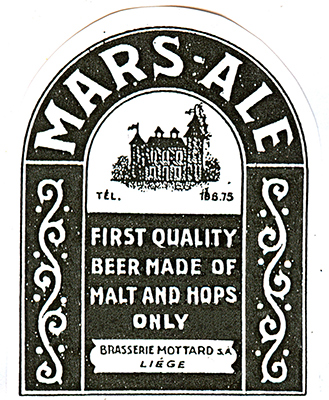 MARS-ALE
TÉL. 188.75
FIRST QUALITY
BEER MADE OF
MALT AND HOPS
ONLY
BRASSERIE MOTTARD S.A.
LIÉGE